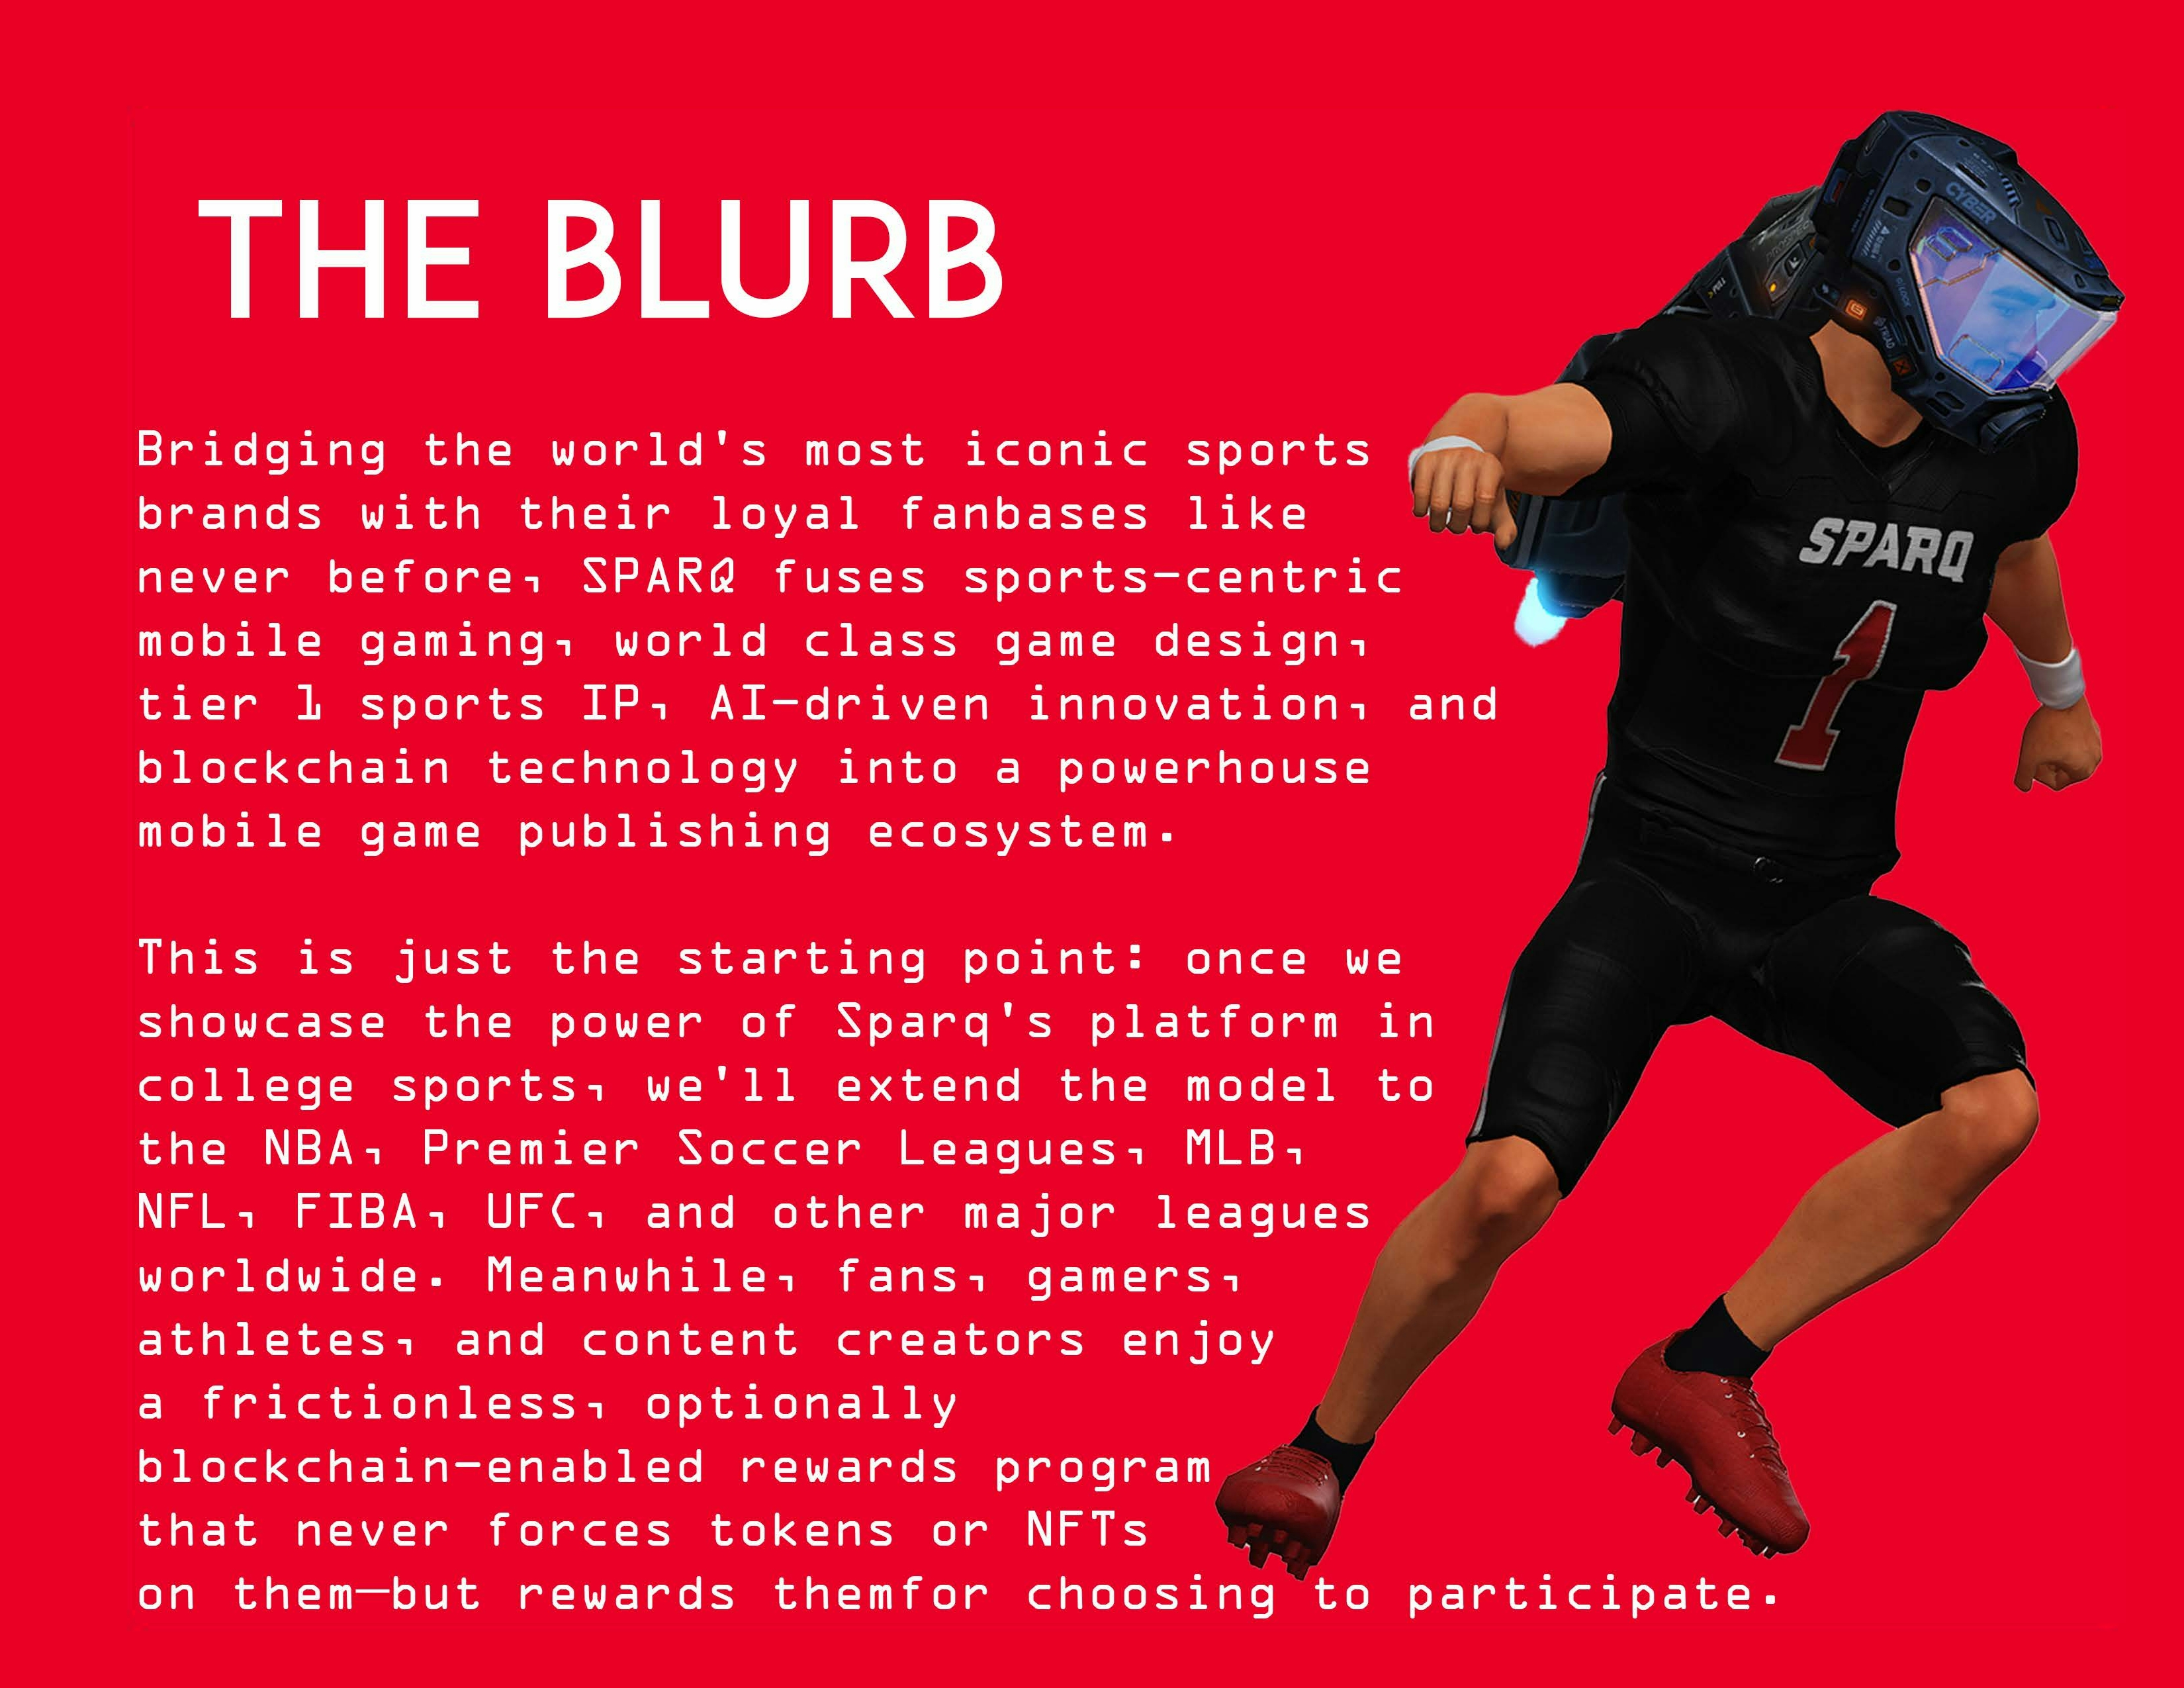 THE BLURB
Bridging the world's most iconic sports
brands with their loyal fanbases like
never before, SPARQ fuses sports-centric
mobile gaming, world class game design,
tier 1 sports IP, AI-driven innovation, and
blockchain technology into a powerhouse
mobile game publishing ecosystem.
This is just the starting point: once we
showcase the power of Sparq's platform in
college sports, we'll extend the model to
the NBA, Premier Soccer Leagues, MLB,
NFL, FIBA, UFC, and other major leagues
worldwide. Meanwhile, fans, gamers,
athletes, and content creators enjoy
a frictionless, optionally
blockchain-enabled rewards program
that never forces tokens or NFTs
on them—but rewards themfor choosing to participate.
CYBER
PULL
LOCK
TRIAD
SPARQ
1